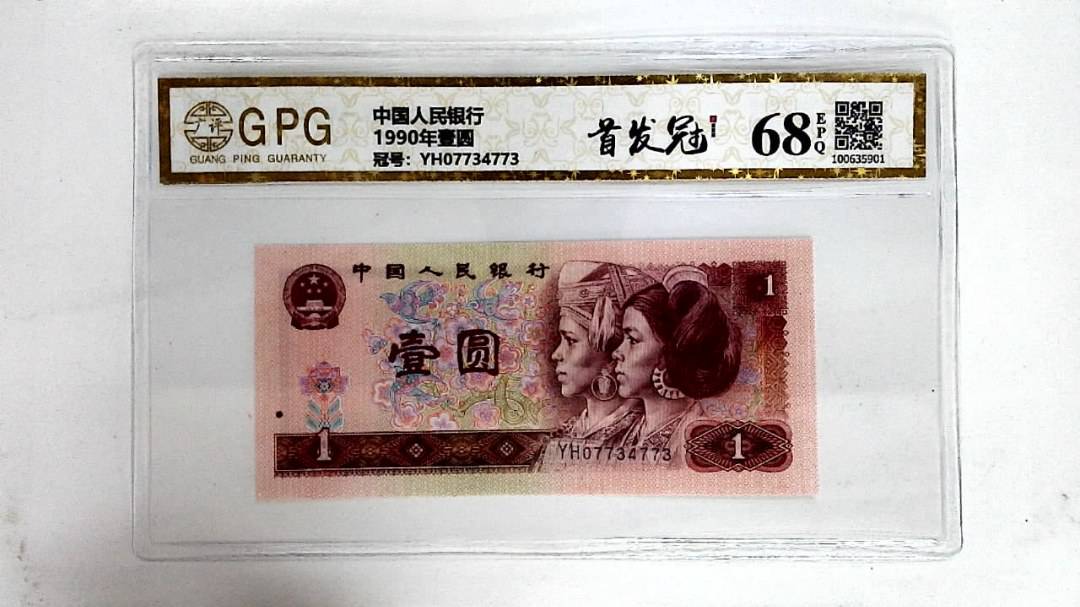 广评
GPG
GUANG PING GUARANTY
中国人民银行
1990年壹圆
冠号：YH07734773
首发冠
68
EPQ
100635901
中国人民银行
1
壹圆
1
YH07734773
1